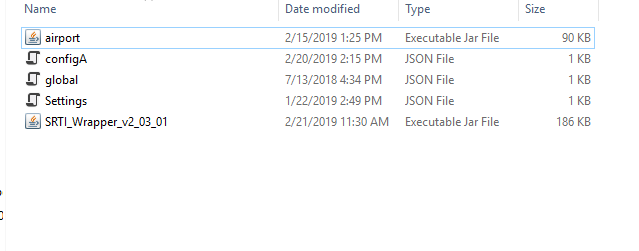 Name Date modified Type Size
airport 2/15/2019 1:25 PM Executable Jar File 90 KB
configA 2/20/2019 2:15 PM JSON File 1 KB
global 7/13/2018 4:34 PM JSON File 1 KB
Settings 1/22/2019 2:49 PM JSON File 1 KB
SRTI_Wrapper_v2_03_01 2/21/2019 11:30 AM Executable Jar File 186 KB